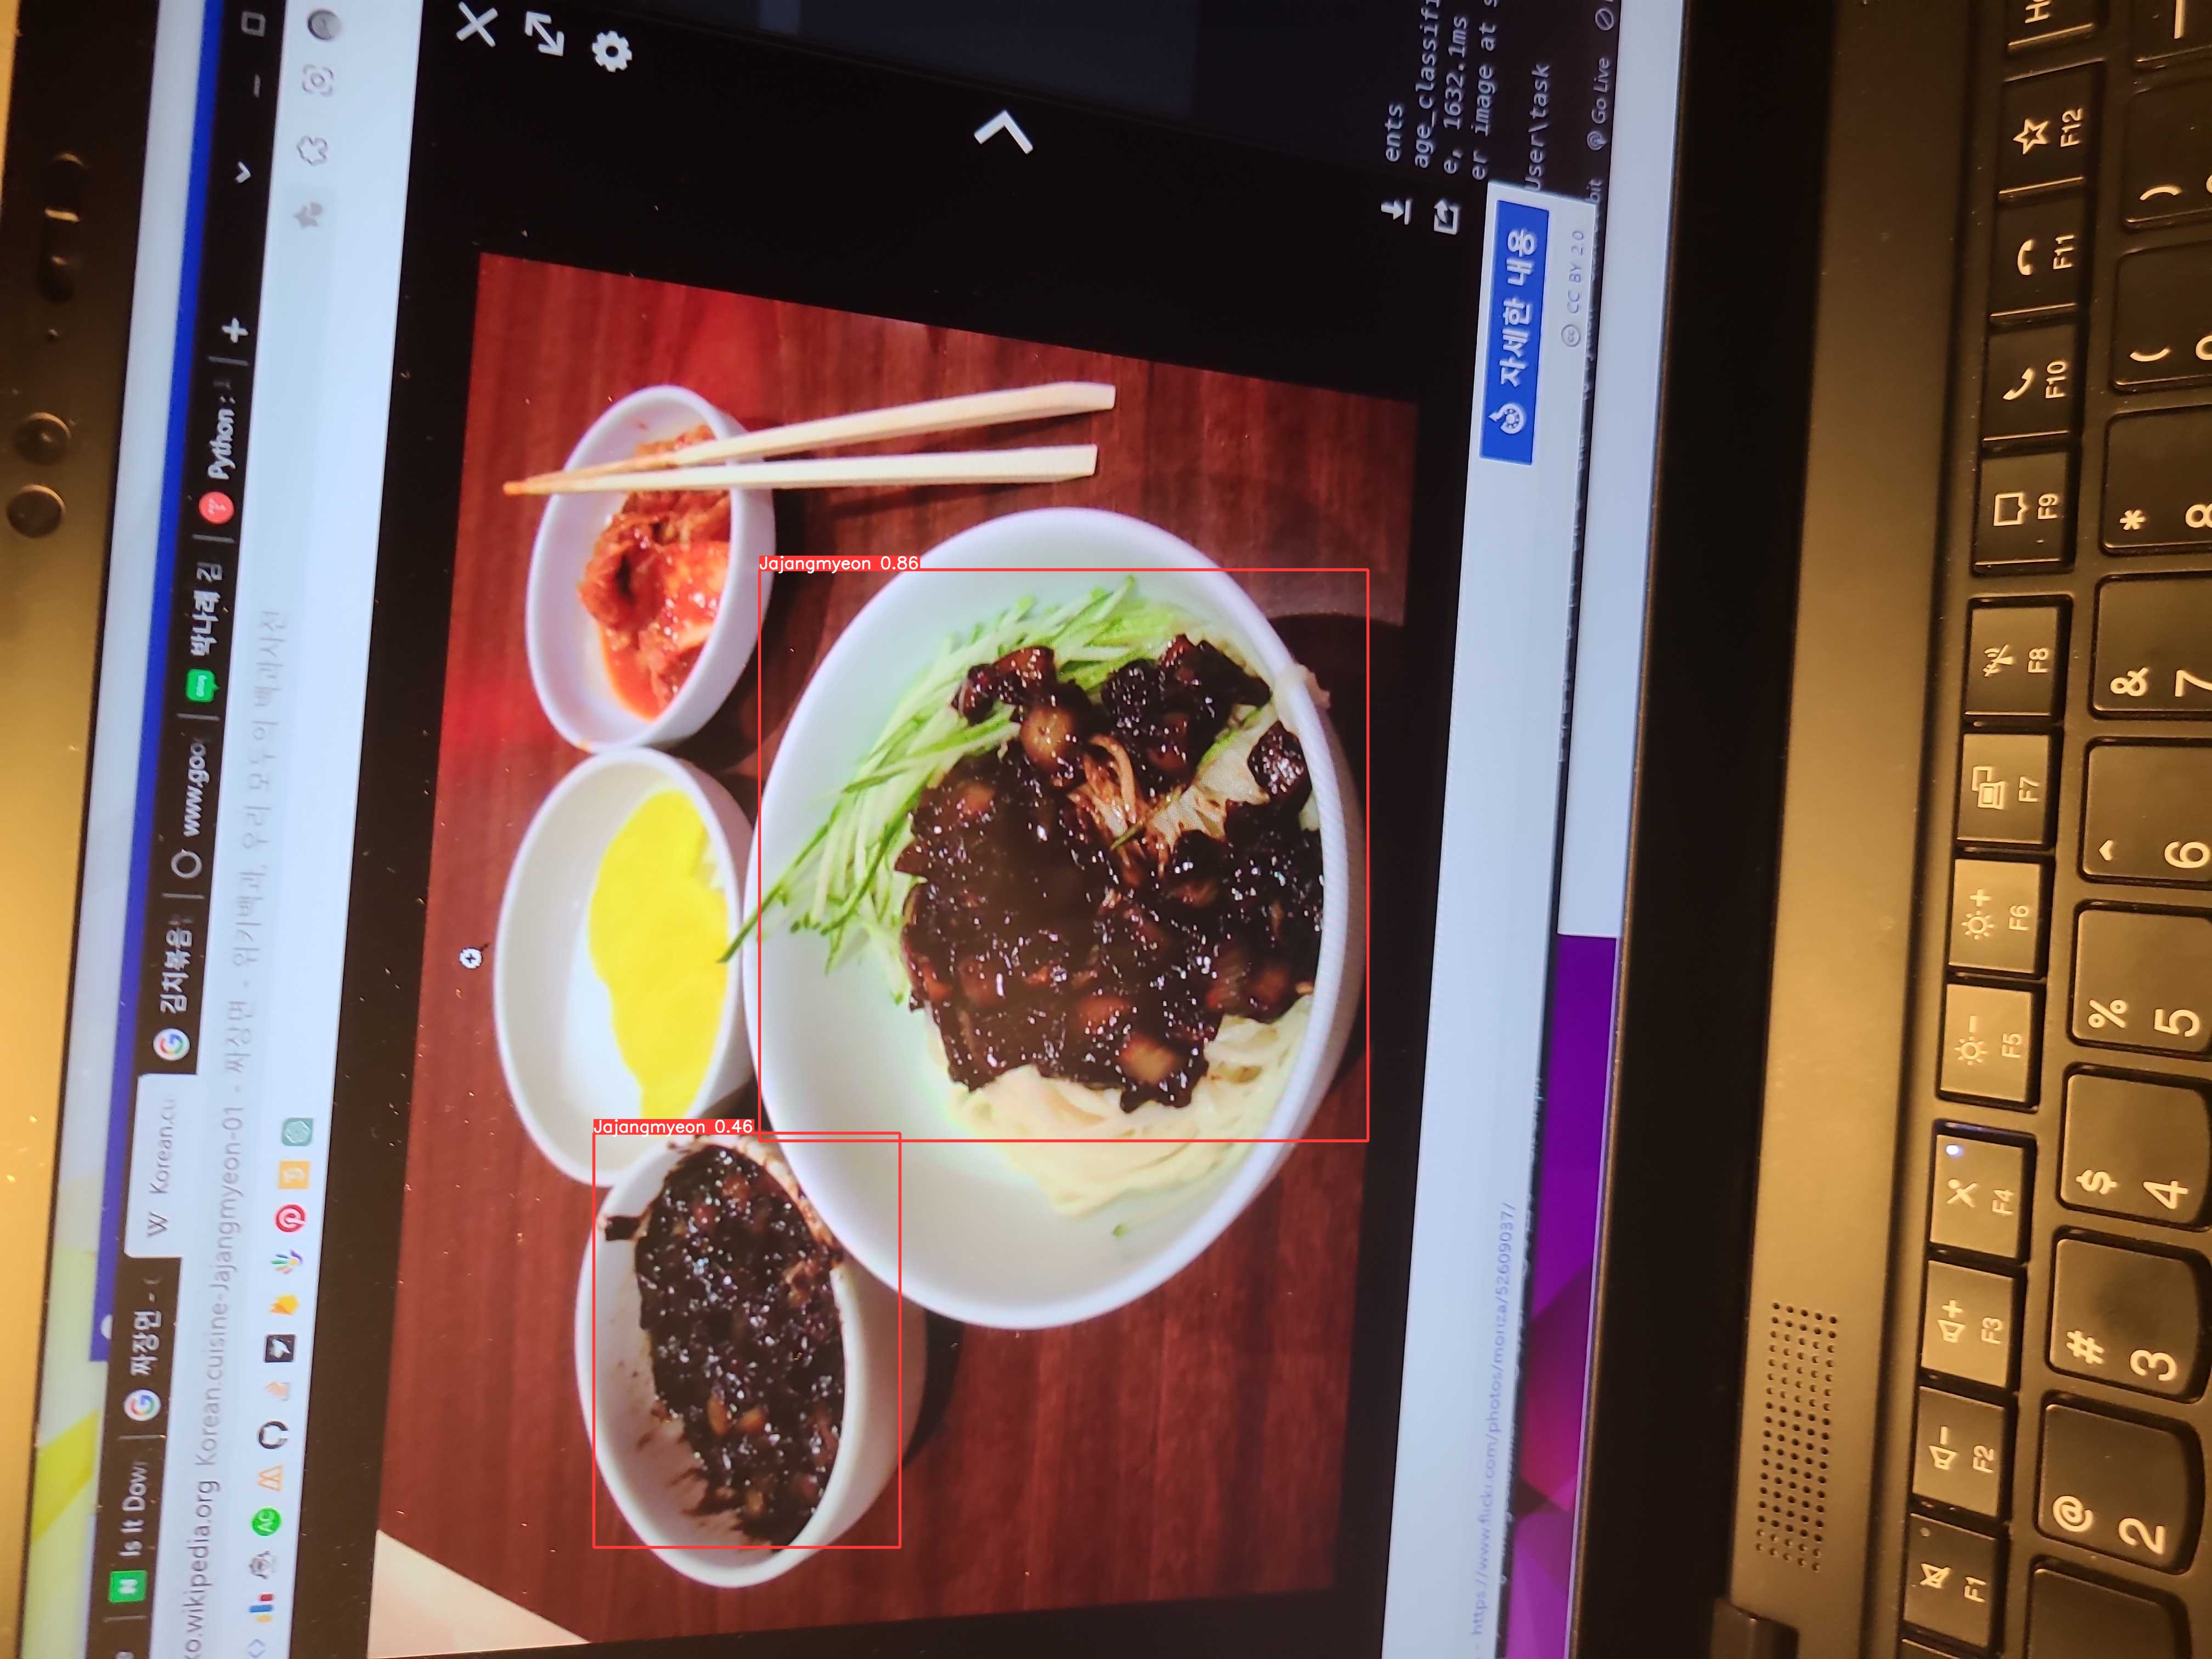 Is It Dow
짜장면 -
W Korean.cu
김치볶음
www.goo
박나래 김
Python :
+
ko.wikipedia.org Korean.cuisine-Jajangmyeon-01 - 짜장면 - 위키백과, 우리 모두의 백과사전
Jajangmyeon 0.86
Jajangmyeon 0.46
ents
age_classifi
e, 1632.1ms
er image at s
User\task
Go Live
자세한 내용
CC BY 2.0
- https://www.flickr.com/photos/moriza/52609037/
F1
F2
F3
F4
F5
F6
F7
F8
F9
F10
F11
F12
@
2
#
3
$
4
%
5
^
6
&
7
*
8
(
)